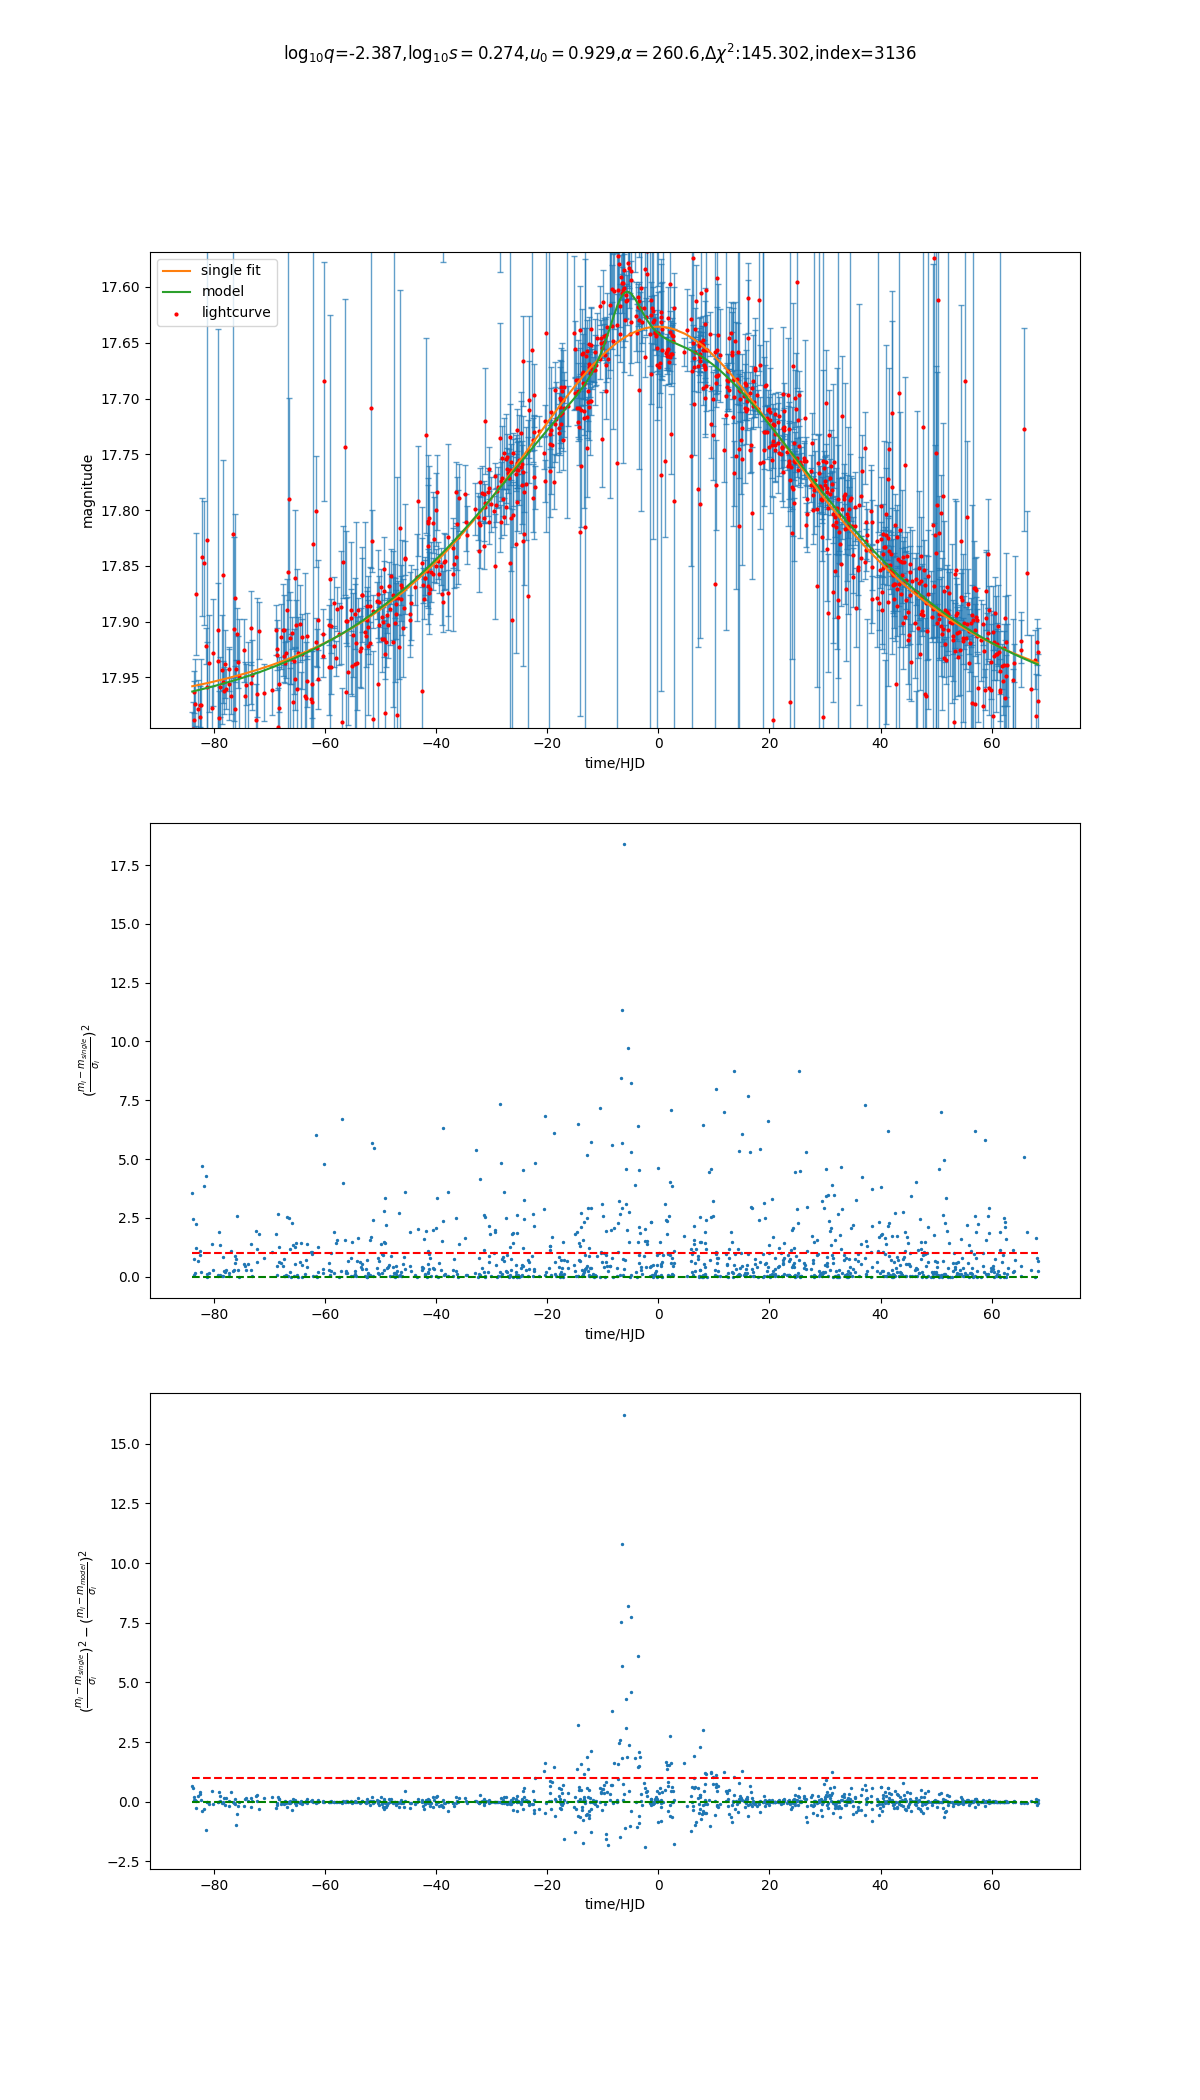 log₁₀q=-2.387,log₁₀s = 0.274,u₀ = 0.929,α = 260.6,Δχ²:145.302,index=3136
single fit
model
lightcurve
17.60
17.65
17.70
17.75
17.80
17.85
17.90
17.95
magnitude
−80 −60 −40 −20 0 20 40 60
time/HJD
17.5
15.0
12.5
10.0
7.5
5.0
2.5
0.0
((mᵢ − m_single)/σᵢ)²
−80 −60 −40 −20 0 20 40 60
time/HJD
15.0
12.5
10.0
7.5
5.0
2.5
0.0
−2.5
((mᵢ − m_single)/σᵢ)² − ((mᵢ − m_model)/σᵢ)²
−80 −60 −40 −20 0 20 40 60
time/HJD